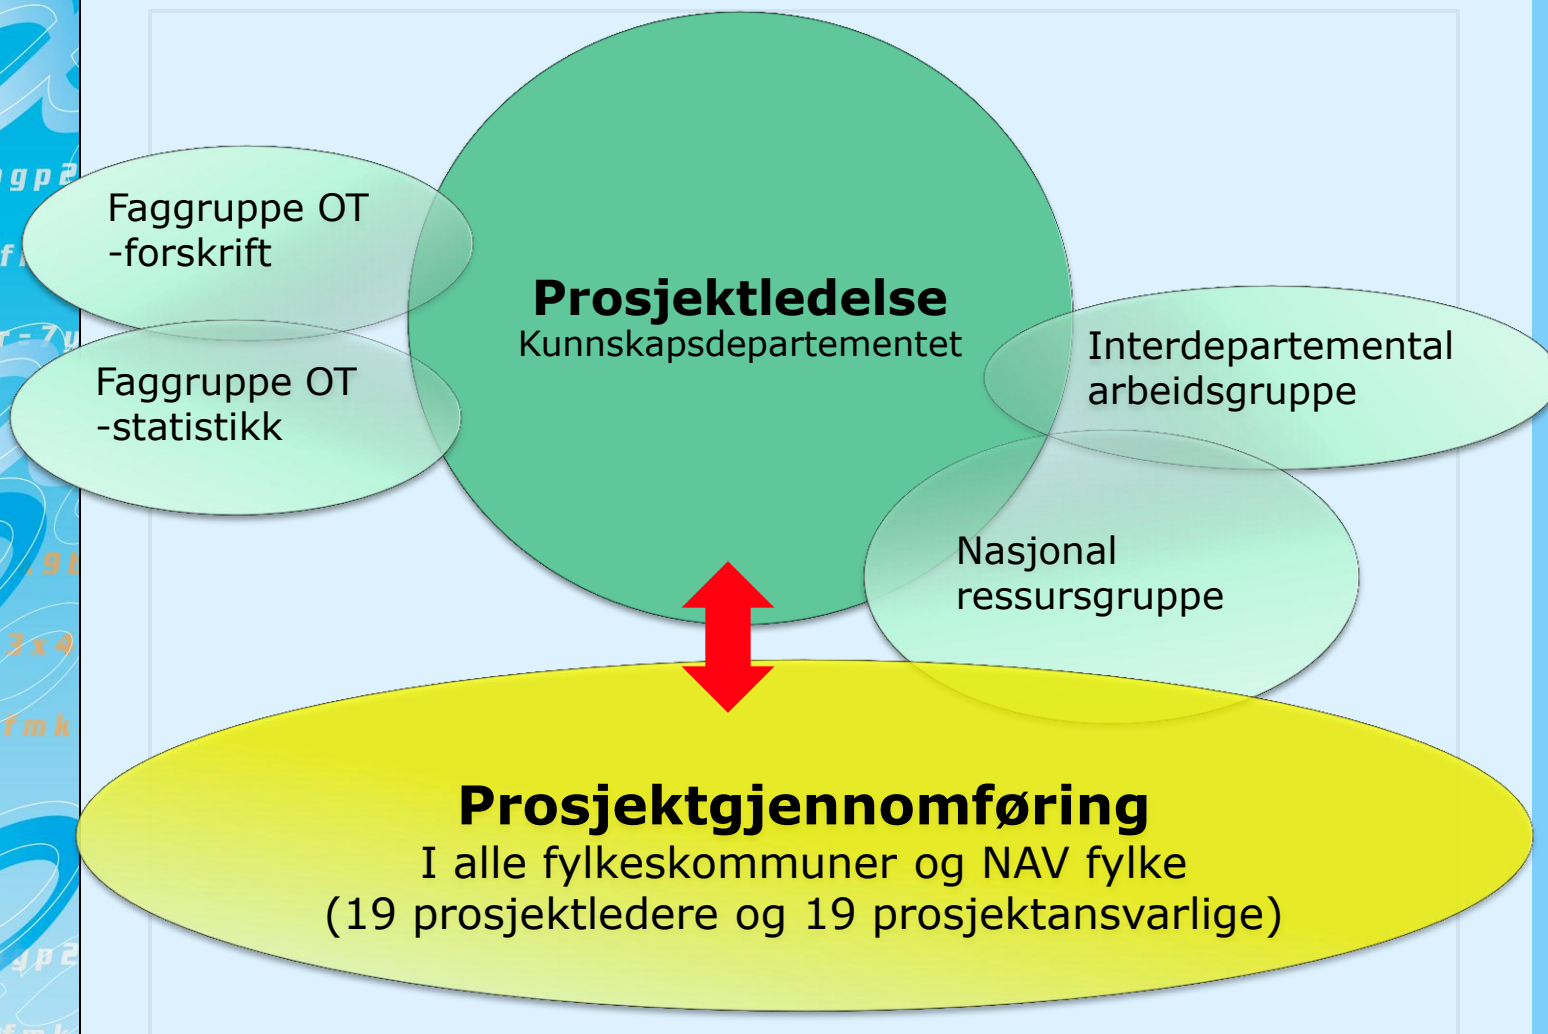 Faggruppe OT
-forskrift
Faggruppe OT
-statistikk
Prosjektledelse
Kunnskapsdepartementet
Interdepartemental
arbeidsgruppe
Nasjonal
ressursgruppe
Prosjektgjennomføring
I alle fylkeskommuner og NAV fylke
(19 prosjektledere og 19 prosjektansvarlige)